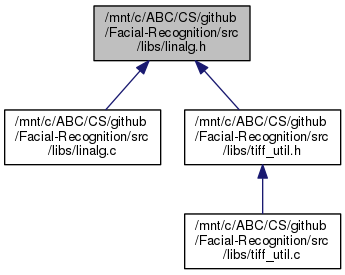 /mnt/c/ABC/CS/github
/Facial-Recognition/src
/libs/linalg.h
/mnt/c/ABC/CS/github
/Facial-Recognition/src
/libs/linalg.c
/mnt/c/ABC/CS/github
/Facial-Recognition/src
/libs/tiff_util.h
/mnt/c/ABC/CS/github
/Facial-Recognition/src
/libs/tiff_util.c